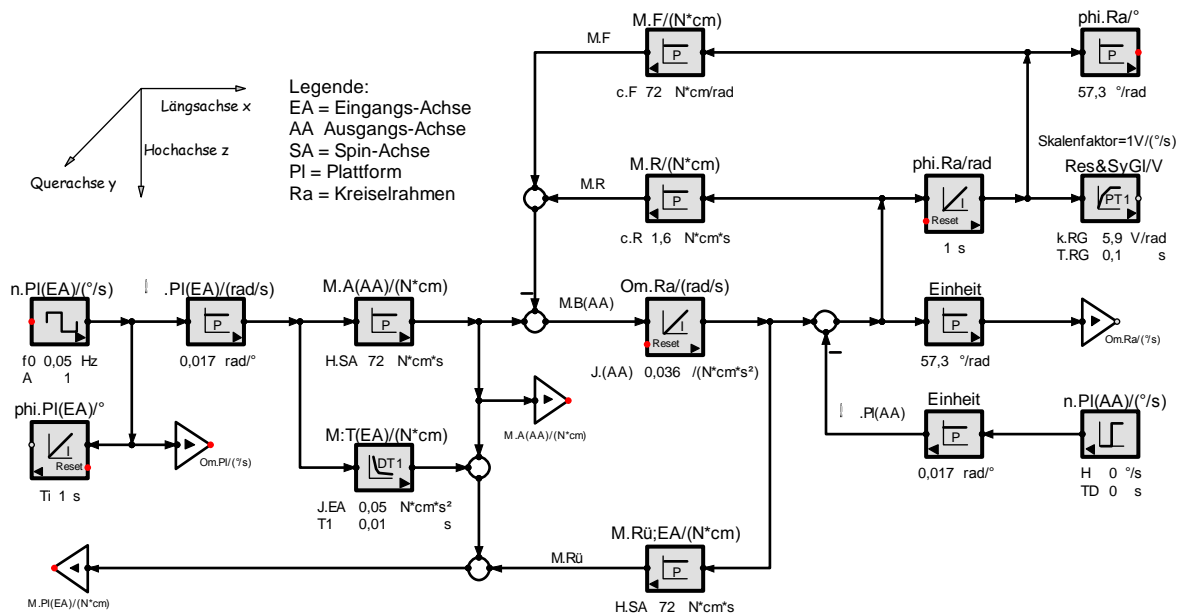 M.F/(N*cm)
phi.Ra/°
M.F
P
P
c.F 72 N*cm/rad
57,3 °/rad
Legende:
EA = Eingangs-Achse
AA Ausgangs-Achse
SA = Spin-Achse
Pl = Plattform
Ra = Kreiselrahmen
Längsachse x
Hochachse z
Querachse y
Skalenfaktor=1V/(°/s)
M.R/(N*cm)
phi.Ra/rad
Res&SyGl/V
M.R
P
I
Reset
PT1
c.R 1,6 N*cm*s
1 s
k.RG 5,9 V/rad
T.RG 0,1 s
n.Pl(EA)/(°/s)
.Pl(EA)/(rad/s)
M.A(AA)/(N*cm)
M.B(AA)
Om.Ra/(rad/s)
Einheit
P
P
I
Reset
P
Om.Ra/(°/s)
f0 0,05 Hz
A 1
0,017 rad/°
H.SA 72 N*cm*s
J.(AA) 0,036 /(N*cm*s²)
57,3 °/rad
phi.Pl(EA)/°
I
Reset
Ti 1 s
Om.Pl/(°/s)
M:T(EA)/(N*cm)
DT1
J.EA 0,05 N*cm*s²
T1 0,01 s
M.A(AA)/(N*cm)
.Pl(AA)
Einheit
P
0,017 rad/°
n.Pl(AA)/(°/s)
H 0 °/s
TD 0 s
M.Rü;EA/(N*cm)
M.Rü
P
H.SA 72 N*cm*s
M.Pl(EA)/(N*cm)